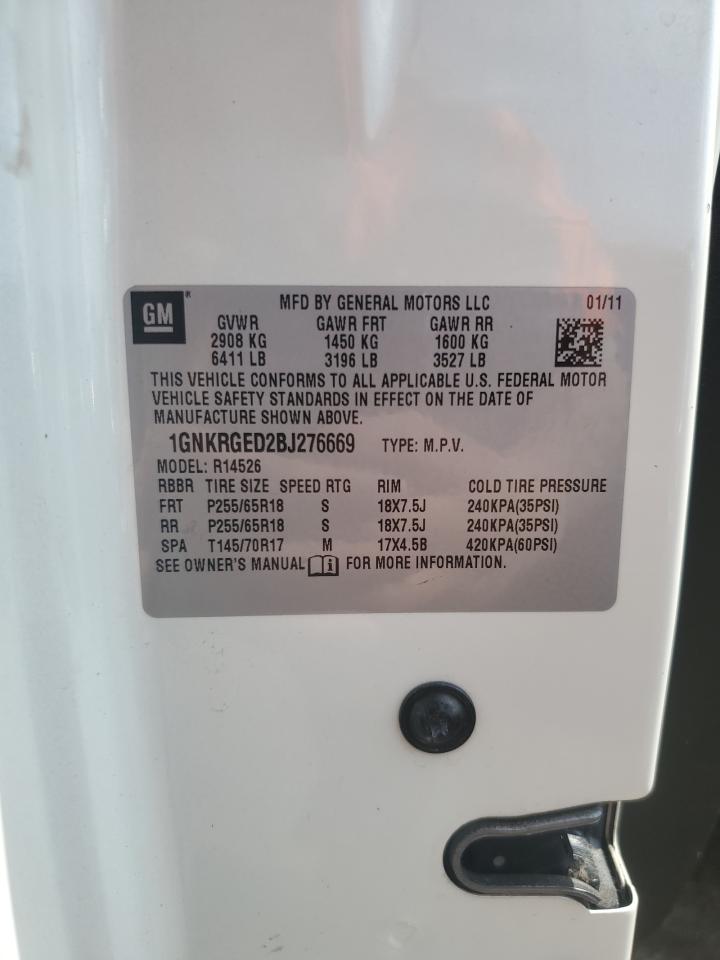 GM ® MFD BY GENERAL MOTORS LLC 01/11
GVWR GAWR FRT GAWR RR
2908 KG 1450 KG 1600 KG
6411 LB 3196 LB 3527 LB
THIS VEHICLE CONFORMS TO ALL APPLICABLE U.S. FEDERAL MOTOR
VEHICLE SAFETY STANDARDS IN EFFECT ON THE DATE OF
MANUFACTURE SHOWN ABOVE.
1GNKRGED2BJ276669 TYPE: M.P.V.
MODEL: R14526
RBBR TIRE SIZE SPEED RTG RIM COLD TIRE PRESSURE
FRT P255/65R18 S 18X7.5J 240KPA(35PSI)
RR P255/65R18 S 18X7.5J 240KPA(35PSI)
SPA T145/70R17 M 17X4.5B 420KPA(60PSI)
SEE OWNER'S MANUAL i FOR MORE INFORMATION.